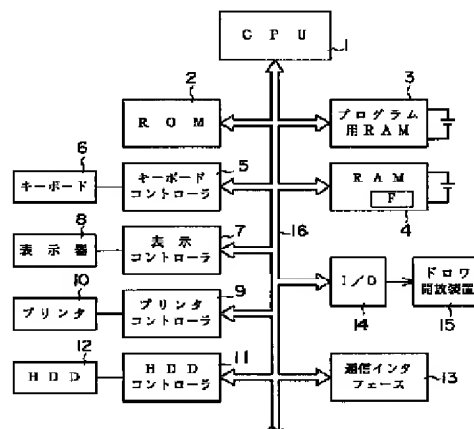 CPU
1
2
ROM
3
プログラム
用RAM
6
キーボード
5
キーボード
コントローラ
RAM
F
4
8
表示器
7
表示
コントローラ
16
10
プリンタ
9
プリンタ
コントローラ
I/O
14
ドロワ
開放装置
15
12
HDD
11
HDD
コントローラ
通信インタ
フェース
13